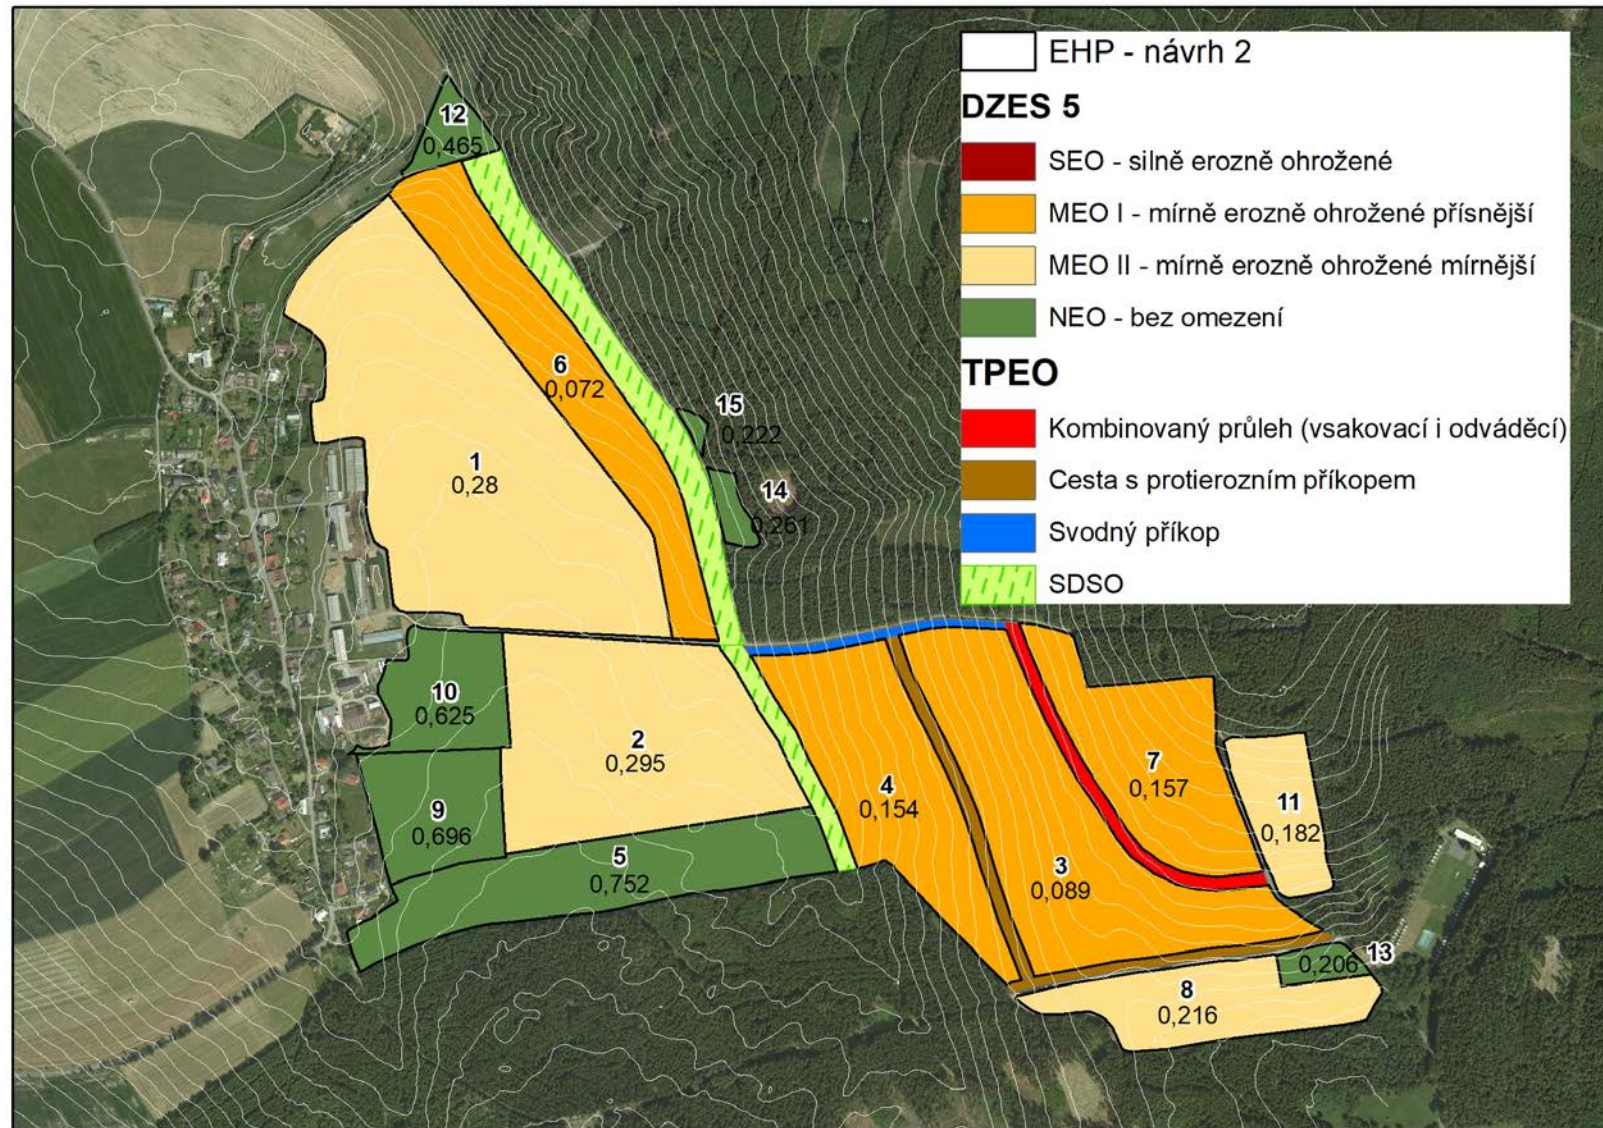 EHP - návrh 2
DZES 5
SEO - silně erozně ohrožené
MEO I - mírně erozně ohrožené přísnější
MEO II - mírně erozně ohrožené mírnější
NEO - bez omezení
TPEO
Kombinovaný průleh (vsakovací i odváděcí)
Cesta s protierozním příkopem
Svodný příkop
SDSO
12
0,465
6
0,072
15
0,222
1
0,28
14
0,261
10
0,625
2
0,295
4
0,154
7
0,157
11
0,182
9
0,696
5
0,752
3
0,089
13
0,206
8
0,216